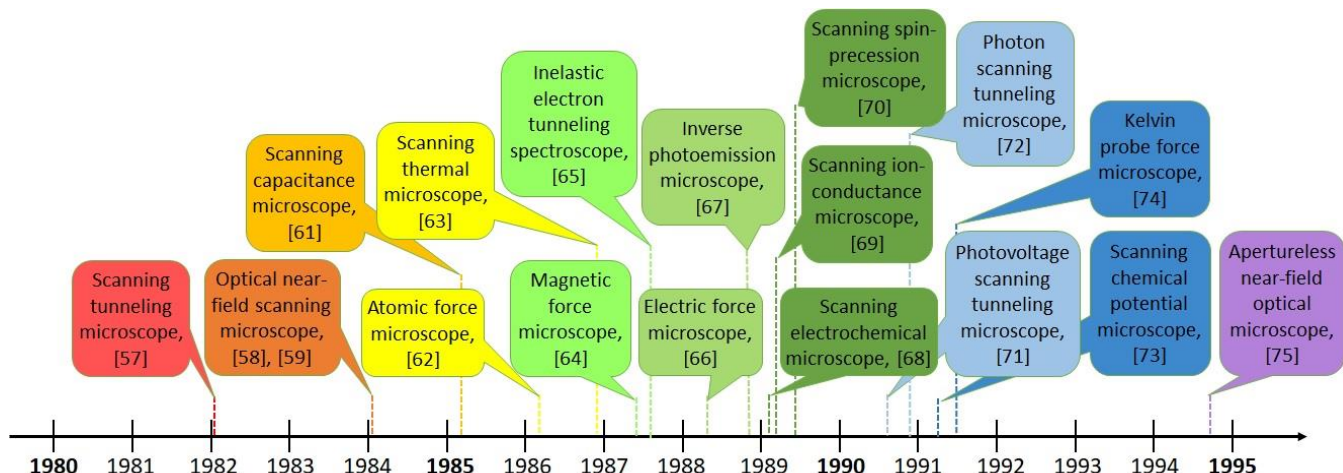 Scanning
tunneling
microscope,
[57]
Optical near-
field scanning
microscope,
[58], [59]
Scanning
capacitance
microscope,
[61]
Atomic force
microscope,
[62]
Scanning
thermal
microscope,
[63]
Magnetic
force
microscope,
[64]
Inelastic
electron
tunneling
spectroscope,
[65]
Electric force
microscope,
[66]
Inverse
photoemission
microscope,
[67]
Scanning
electrochemical
microscope, [68]
Scanning ion-
conductance
microscope,
[69]
Scanning spin-
precession
microscope,
[70]
Photovoltage
scanning
tunneling
microscope,
[71]
Photon
scanning
tunneling
microscope,
[72]
Scanning
chemical
potential
microscope,
[73]
Kelvin
probe force
microscope,
[74]
Apertureless
near-field
optical
microscope,
[75]
1980 1981 1982 1983 1984 1985 1986 1987 1988 1989 1990 1991 1992 1993 1994 1995